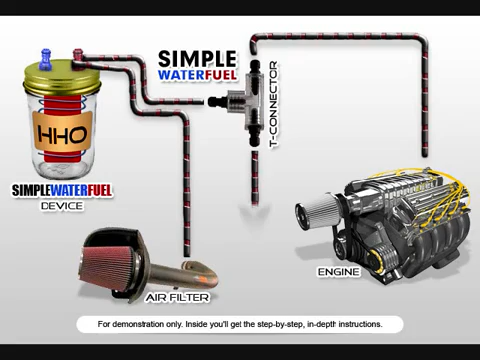 SIMPLE
WATERFUEL
T-CONNECTOR
HHO
SIMPLEWATERFUEL
DEVICE
ENGINE
AIR FILTER
For demonstration only. Inside you'll get the step-by-step, in-depth instructions.